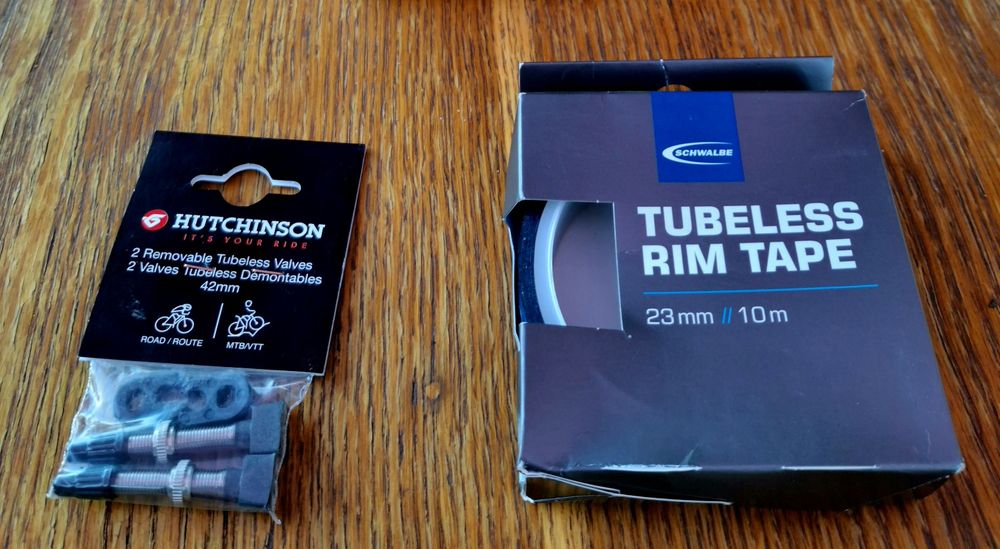 HUTCHINSON
IT'S YOUR RIDE
2 Removable Tubeless Valves
2 Valves Tubeless Démontables
42mm
ROAD / ROUTE
MTB/VTT
SCHWALBE
TUBELESS
RIM TAPE
23mm // 10m